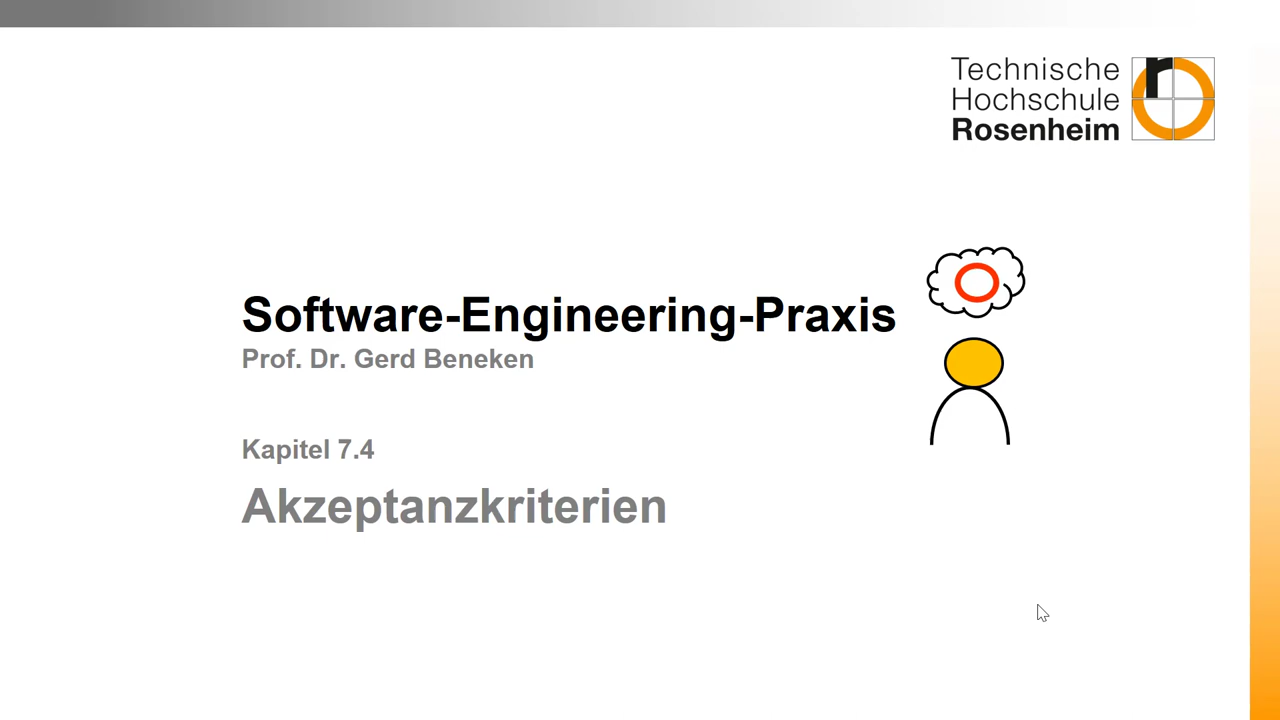 Technische
Hochschule
Rosenheim
Software-Engineering-Praxis
Prof. Dr. Gerd Beneken
Kapitel 7.4
Akzeptanzkriterien